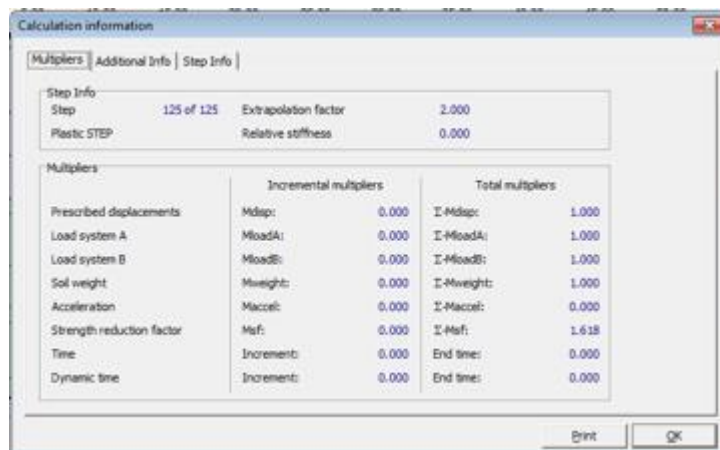 Calculation information
Multipliers Additional Info Step Info
Step Info
Step 125 of 125 Extrapolation factor 2.000
Plastic STEP Relative stiffness 0.000
Multipliers
Incremental multipliers Total multipliers
Prescribed displacements Mdisp: 0.000 Σ-Mdisp: 1.000
Load system A MloadA: 0.000 Σ-MloadA: 1.000
Load system B MloadB: 0.000 Σ-MloadB: 1.000
Soil weight Mweight: 0.000 Σ-Mweight: 1.000
Acceleration Maccel: 0.000 Σ-Maccel: 0.000
Strength reduction factor Msf: 0.000 Σ-Msf: 1.618
Time Increment: 0.000 End time: 0.000
Dynamic time Increment: 0.000 End time: 0.000
Print OK